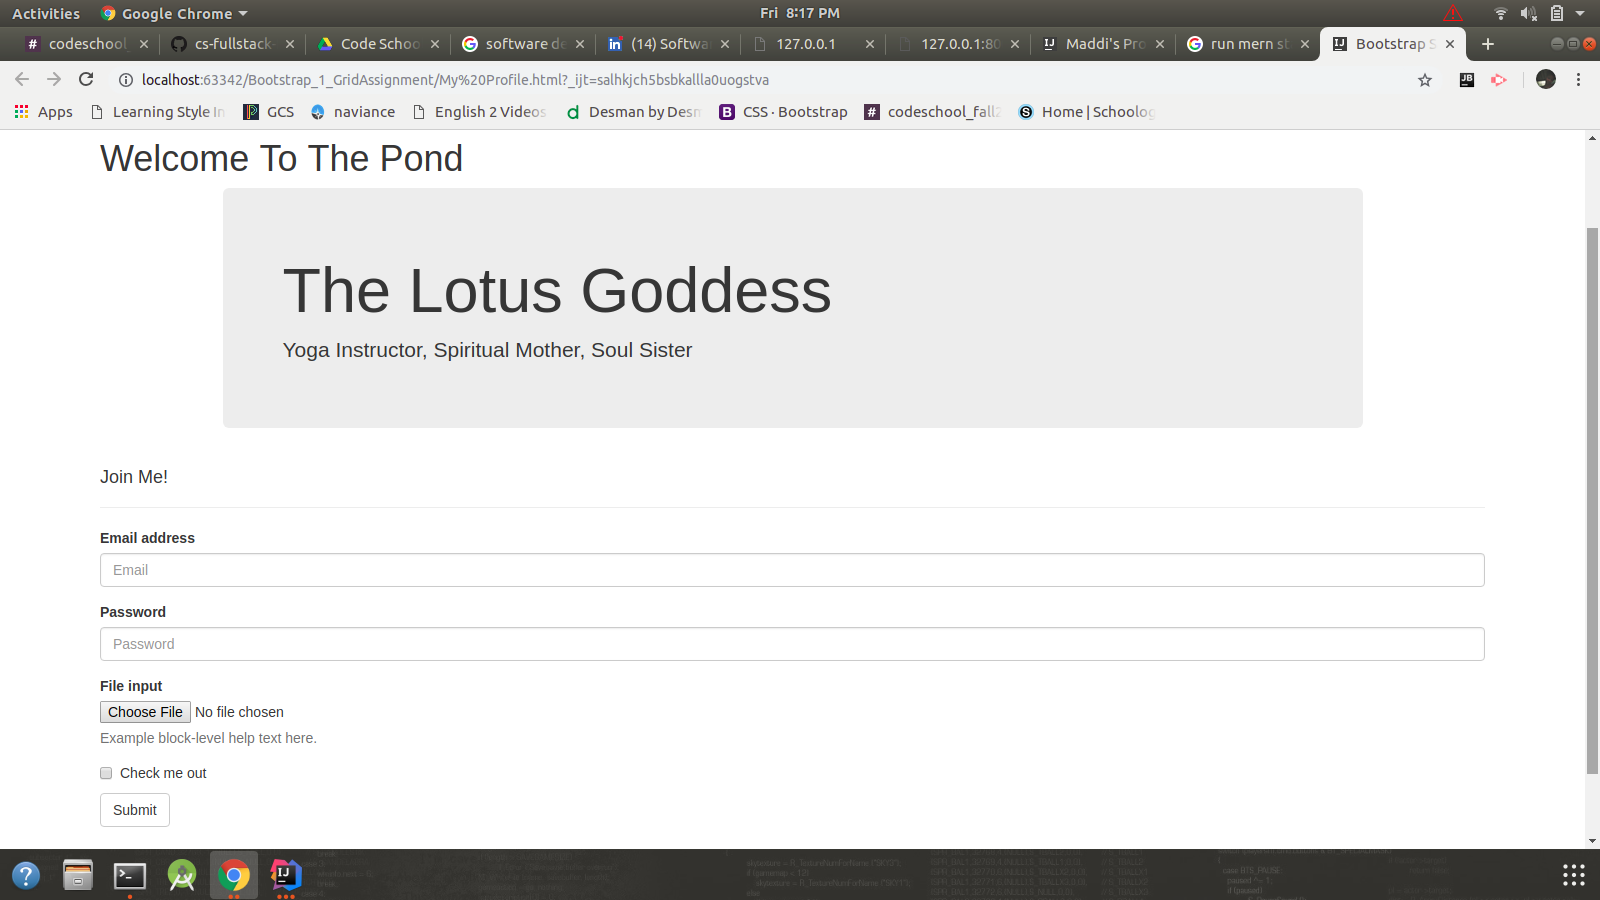 Activities Google Chrome Fri 8:17 PM
codeschool_ cs-fullstack- Code Schoo software de (14) Softwa 127.0.0.1 127.0.0.1:80 Maddi's Pro run mern st Bootstrap S
localhost:63342/Bootstrap_1_GridAssignment/My%20Profile.html?_ijt=salhkjch5bsbkallla0uogstva
Apps Learning Style In GCS naviance English 2 Videos Desman by Desm CSS · Bootstrap codeschool_fall2 Home | Schoolog
Welcome To The Pond
The Lotus Goddess
Yoga Instructor, Spiritual Mother, Soul Sister
Join Me!
Email address
Email
Password
Password
File input
Choose File No file chosen
Example block-level help text here.
Check me out
Submit